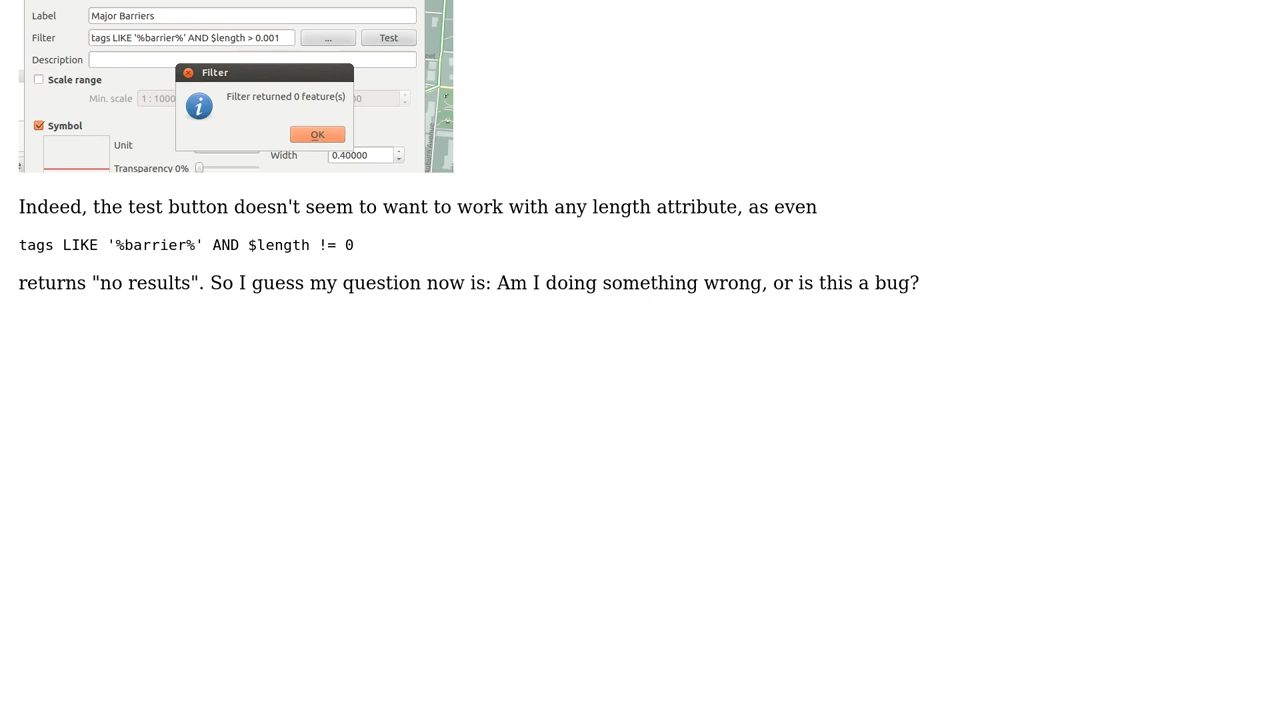 Label Major Barriers
Filter tags LIKE '%barrier%' AND $length > 0.001 ... Test
Description
Filter
Scale range
Filter returned 0 feature(s)
Min. scale 1 : 1000 00
OK
Symbol
Unit
Width 0.40000
Transparency 0%
Indeed, the test button doesn't seem to want to work with any length attribute, as even
tags LIKE '%barrier%' AND $length != 0
returns "no results". So I guess my question now is: Am I doing something wrong, or is this a bug?